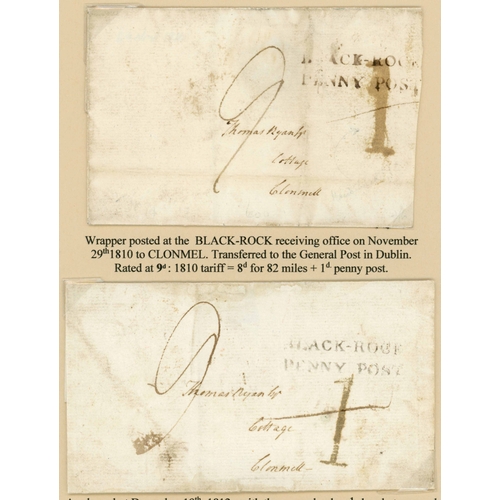 BLACK-ROCK
PENNY POST
1
9
Thomas Ryan Esqr
Cottage
Clonmell
Wrapper posted at the BLACK-ROCK receiving office on November
29th1810 to CLONMEL. Transferred to the General Post in Dublin.
Rated at 9d: 1810 tariff = 8d for 82 miles + 1d penny post.
BLACK-ROCK
PENNY POST
9
1
Thomas Ryan Esqr
Cottage
Clonmell